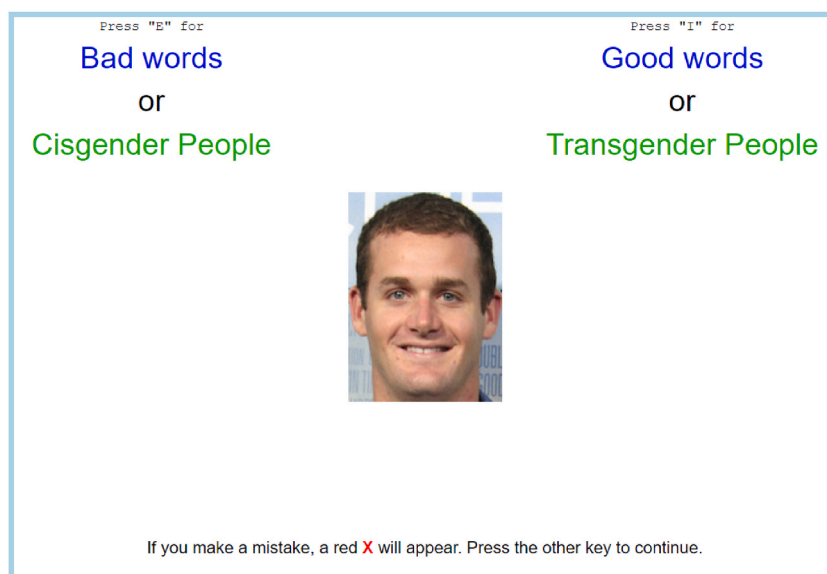 Press "E" for
Bad words
or
Cisgender People
Press "I" for
Good words
or
Transgender People
If you make a mistake, a red X will appear. Press the other key to continue.